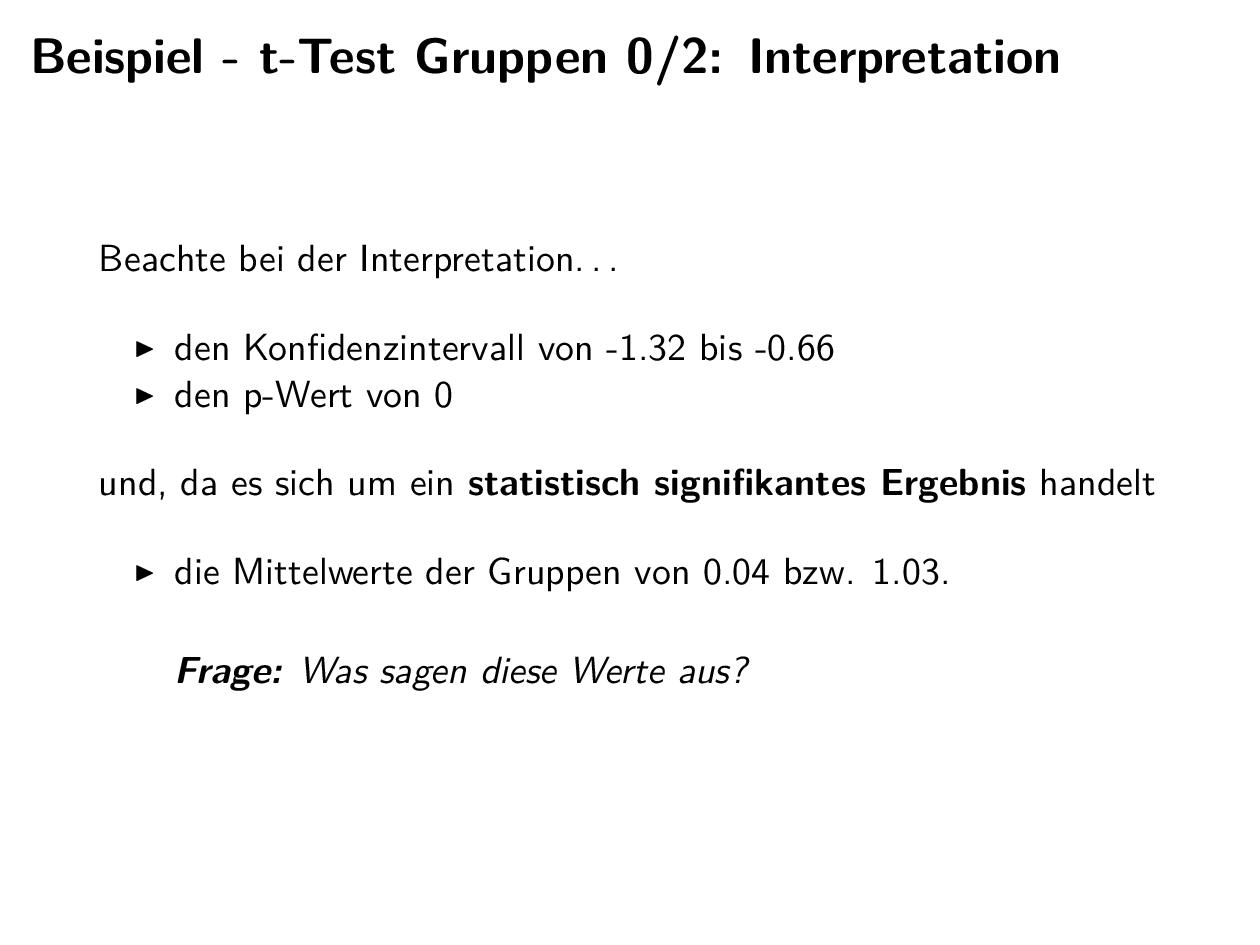 Beispiel - t-Test Gruppen 0/2: Interpretation
Beachte bei der Interpretation. . .
▶ den Konfidenzintervall von -1.32 bis -0.66
▶ den p-Wert von 0
und, da es sich um ein statistisch signifikantes Ergebnis handelt
▶ die Mittelwerte der Gruppen von 0.04 bzw. 1.03.
Frage: Was sagen diese Werte aus?